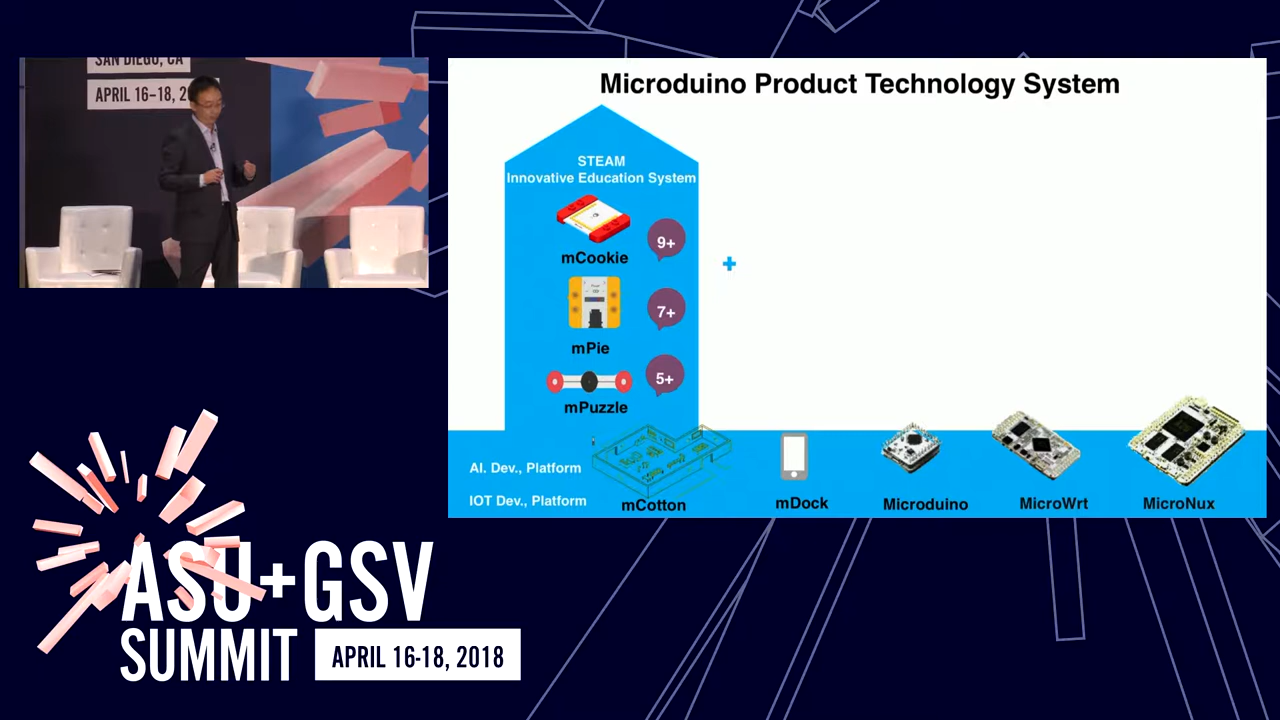 SAN DIEGO, CA
APRIL 16-18, 2
Microduino Product Technology System
STEAM
Innovative Education System
9+
mCookie
7+
mPie
5+
mPuzzle
AI. Dev., Platform
IOT Dev., Platform
mCotton
mDock
Microduino
MicroWrt
MicroNux
ASU+GSV
SUMMIT
APRIL 16-18, 2018